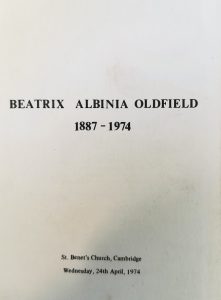 BEATRIX ALBINIA OLDFIELD
1887 - 1974
St. Benet's Church, Cambridge
Wednesday, 24th April, 1974